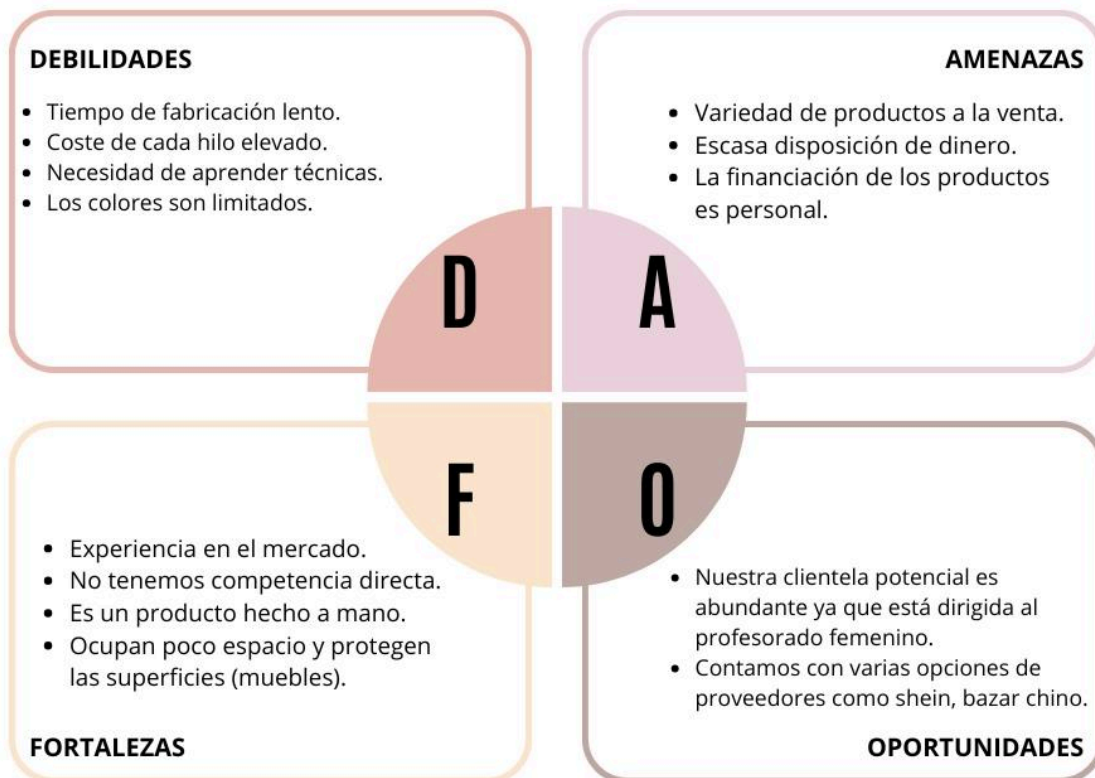 DEBILIDADES
• Tiempo de fabricación lento.
• Coste de cada hilo elevado.
• Necesidad de aprender técnicas.
• Los colores son limitados.
AMENAZAS
• Variedad de productos a la venta.
• Escasa disposición de dinero.
• La financiación de los productos
es personal.
D
A
F
O
• Experiencia en el mercado.
• No tenemos competencia directa.
• Es un producto hecho a mano.
• Ocupan poco espacio y protegen
las superficies (muebles).
FORTALEZAS
• Nuestra clientela potencial es
abundante ya que está dirigida al
profesorado femenino.
• Contamos con varias opciones de
proveedores como shein, bazar chino.
OPORTUNIDADES